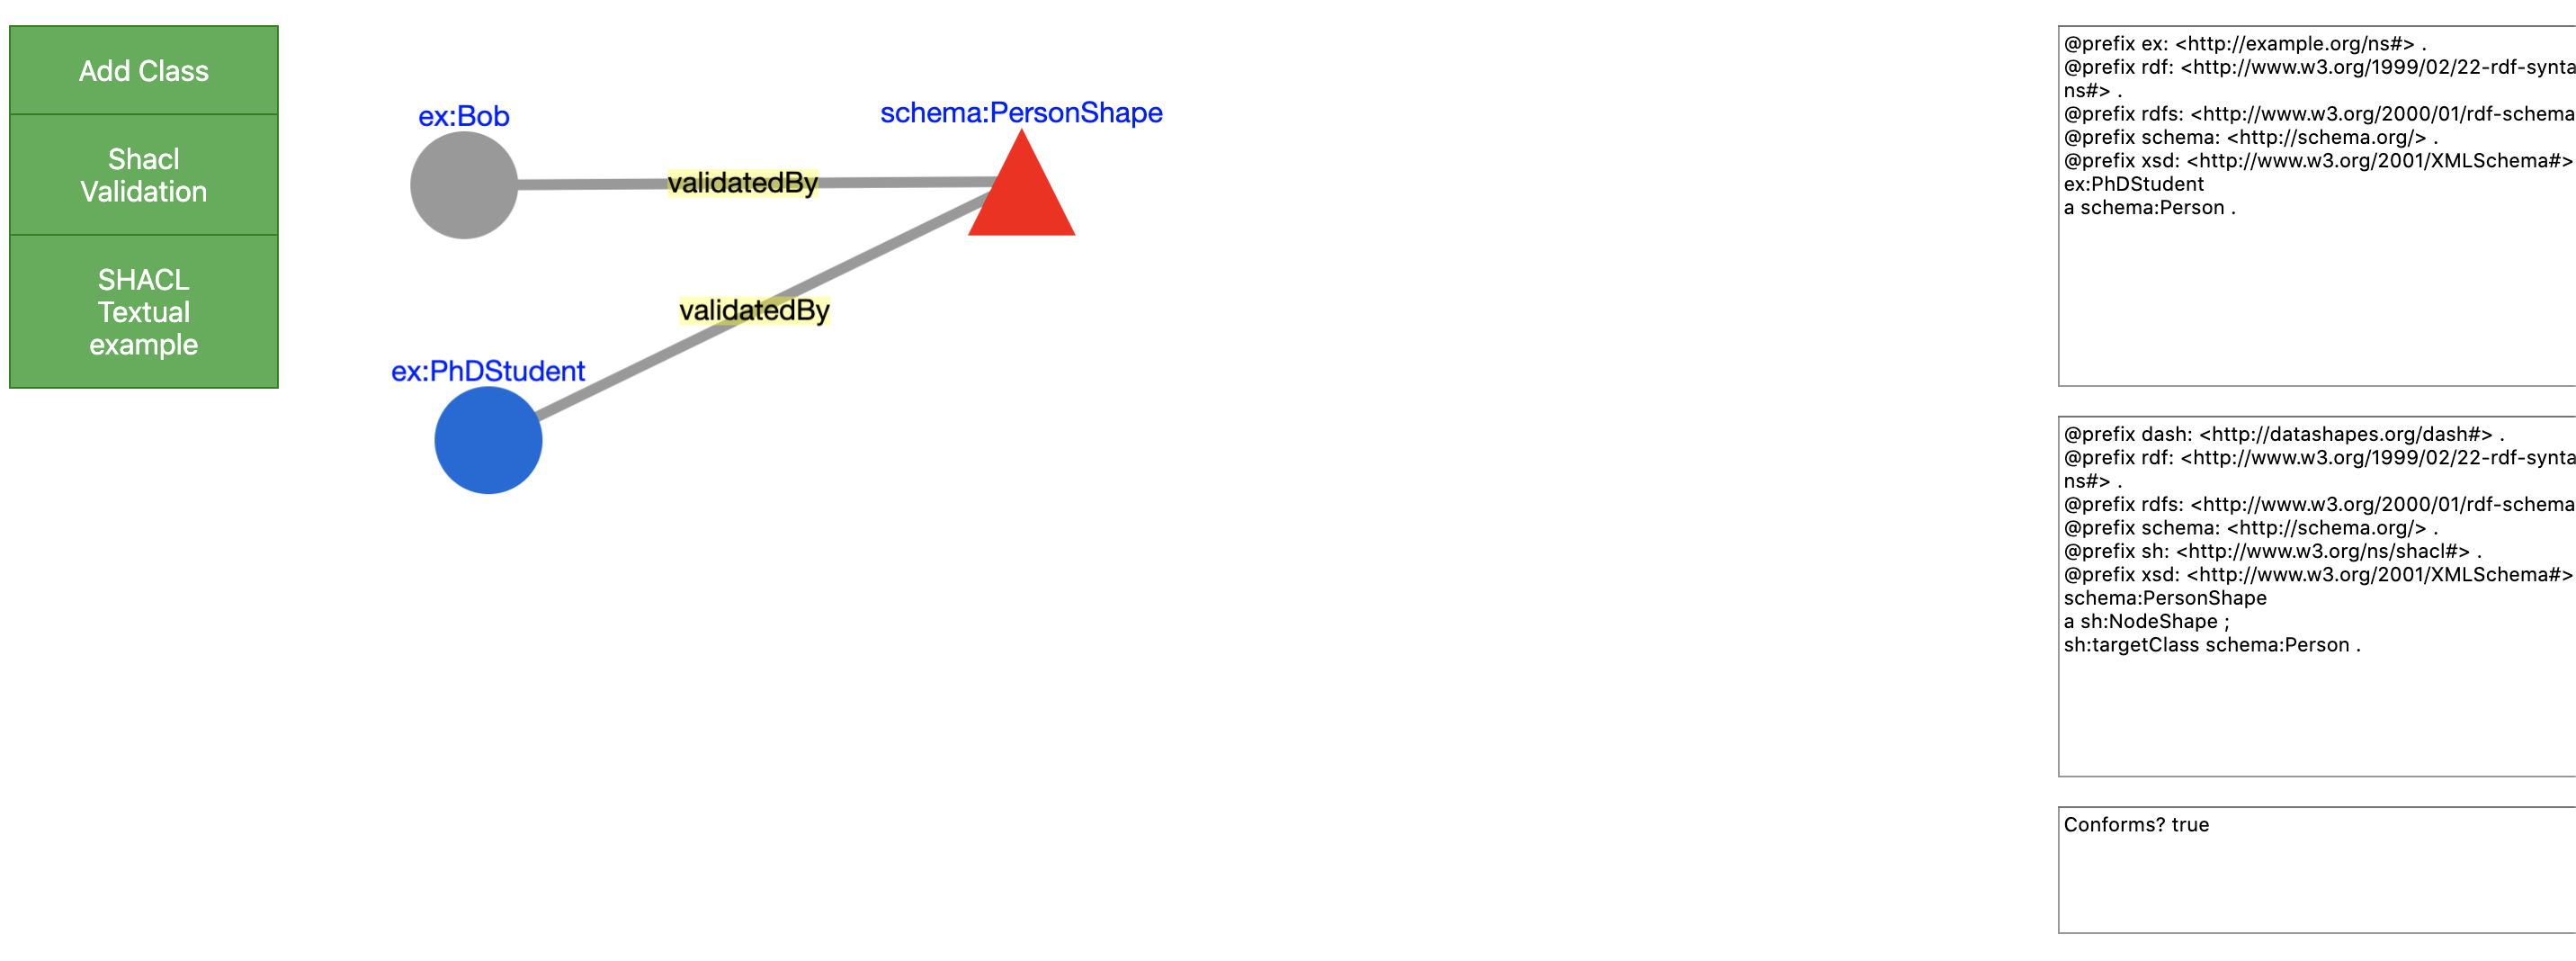 Add Class
Shacl
Validation
SHACL
Textual
example
ex:Bob
schema:PersonShape
validatedBy
validatedBy
ex:PhDStudent
@prefix ex: <http://example.org/ns#> .
@prefix rdf: <http://www.w3.org/1999/02/22-rdf-synta
ns#> .
@prefix rdfs: <http://www.w3.org/2000/01/rdf-schema
@prefix schema: <http://schema.org/> .
@prefix xsd: <http://www.w3.org/2001/XMLSchema#>
ex:PhDStudent
a schema:Person .
@prefix dash: <http://datashapes.org/dash#> .
@prefix rdf: <http://www.w3.org/1999/02/22-rdf-synta
ns#> .
@prefix rdfs: <http://www.w3.org/2000/01/rdf-schema
@prefix schema: <http://schema.org/> .
@prefix sh: <http://www.w3.org/ns/shacl#> .
@prefix xsd: <http://www.w3.org/2001/XMLSchema#>
schema:PersonShape
a sh:NodeShape ;
sh:targetClass schema:Person .
Conforms? true